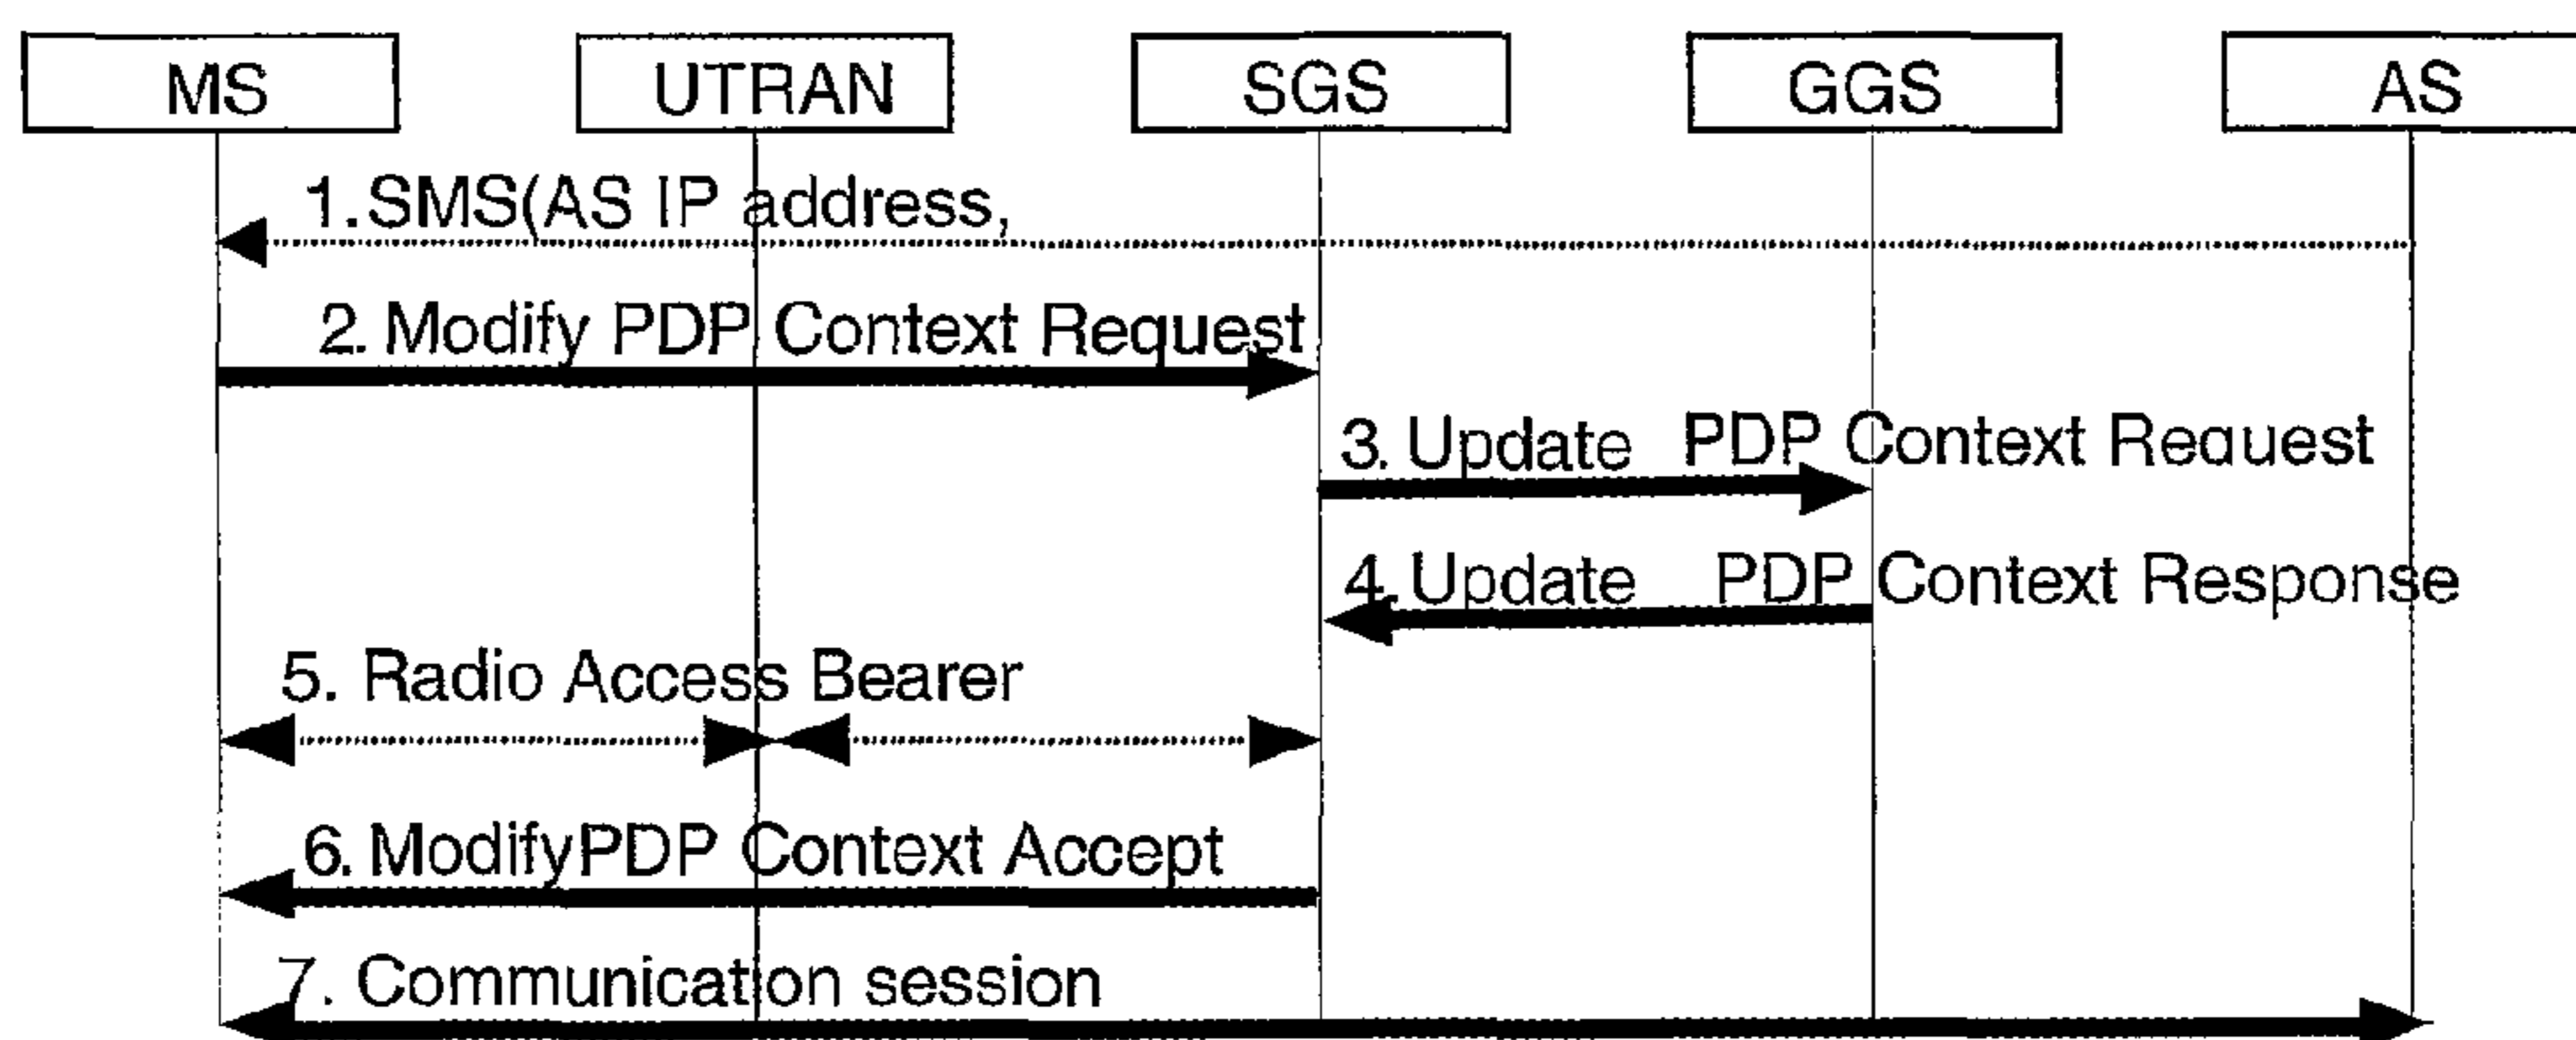 MS UTRAN SGS GGS AS
1. SMS(AS IP address,
2. Modify PDP Context Request
3. Update PDP Context Request
4. Update PDP Context Response
5. Radio Access Bearer
6. ModifyPDP Context Accept
7. Communication session